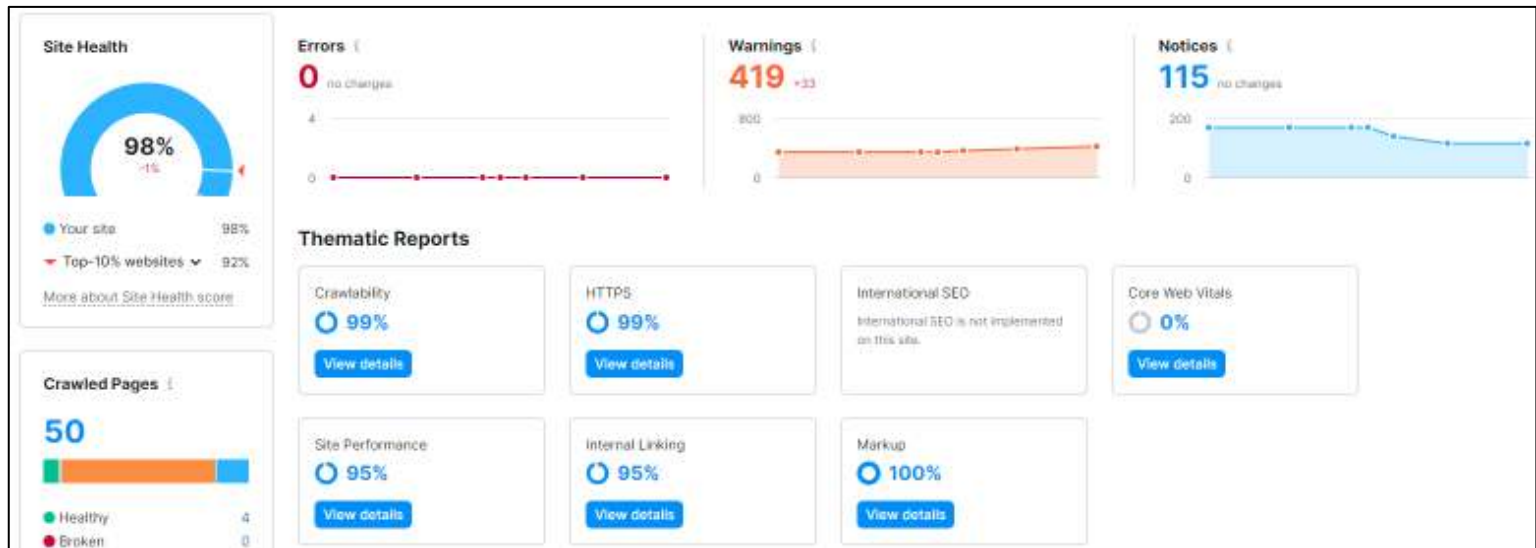 Site Health
98%
-1%
Your site 98%
Top-10% websites 92%
More about Site Health score
Crawled Pages i
50
Healthy 4
Broken 0
Errors i
0 no changes
4
0
Warnings i
419 +33
800
0
Notices i
115 no changes
200
0
Thematic Reports
Crawlability
99%
View details
HTTPS
99%
View details
International SEO
International SEO is not implemented
on this site.
Core Web Vitals
0%
View details
Site Performance
95%
View details
Internal Linking
95%
View details
Markup
100%
View details